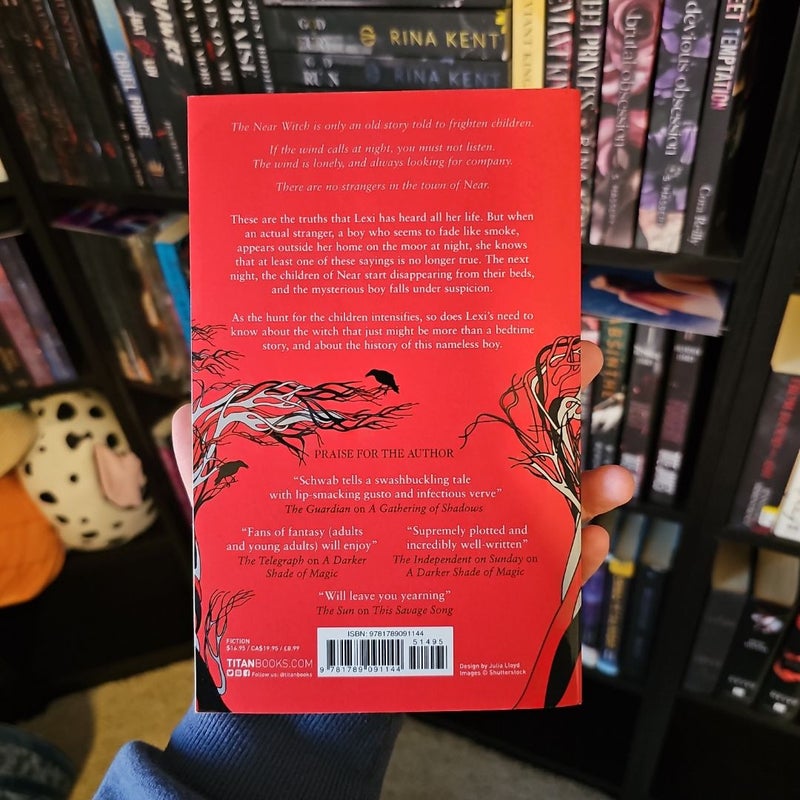 The Near Witch is only an old story told to frighten children.
If the wind calls at night, you must not listen.
The wind is lonely, and always looking for company.
There are no strangers in the town of Near.
These are the truths that Lexi has heard all her life. But when
an actual stranger, a boy who seems to fade like smoke,
appears outside her home on the moor at night, she knows
that at least one of these sayings is no longer true. The next
night, the children of Near start disappearing from their beds,
and the mysterious boy falls under suspicion.
As the hunt for the children intensifies, so does Lexi's need to
know about the witch that just might be more than a bedtime
story, and about the history of this nameless boy.
PRAISE FOR THE AUTHOR
“Schwab tells a swashbuckling tale
with lip-smacking gusto and infectious verve”
The Guardian on A Gathering of Shadows
“Fans of fantasy (adults
and young adults) will enjoy”
The Telegraph on A Darker
Shade of Magic
“Supremely plotted and
incredibly well-written”
The Independent on Sunday on
A Darker Shade of Magic
“Will leave you yearning”
The Sun on This Savage Song
FICTION
$14.95 / CA$19.95 / £8.99
TITANBOOKS.COM
Follow us: @titanbooks
ISBN: 9781789091144
51495
9 781789 091144
Design by Julia Lloyd
Images © Shutterstock
RINA KENT
RINA KENT
CRUEL PRINCE
PRAISE
brutal obsession
devious obsession
S. MASSERY
SWEET TEMPTATION
Cora Reilly